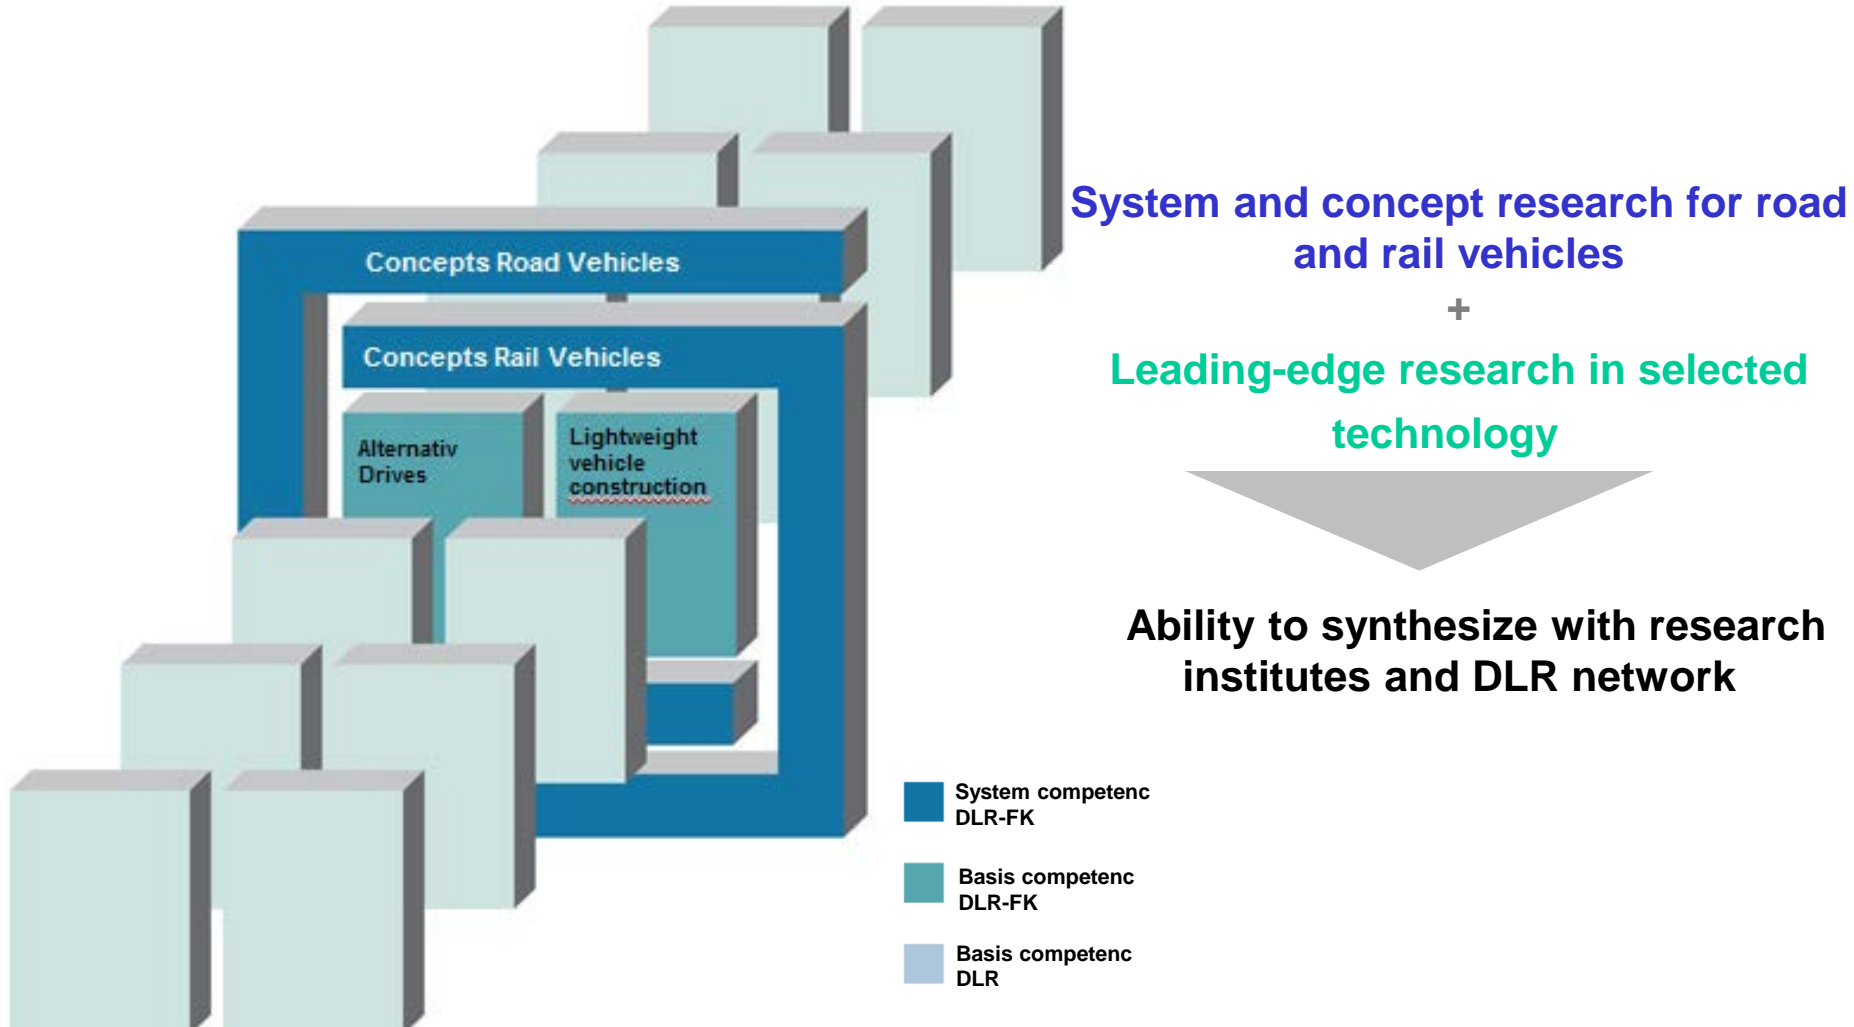 Concepts Road Vehicles
Concepts Rail Vehicles
Alternativ
Drives
Lightweight
vehicle
construction
System and concept research for road
and rail vehicles
+
Leading-edge research in selected
technology
Ability to synthesize with research
institutes and DLR network
System competenc
DLR-FK
Basis competenc
DLR-FK
Basis competenc
DLR